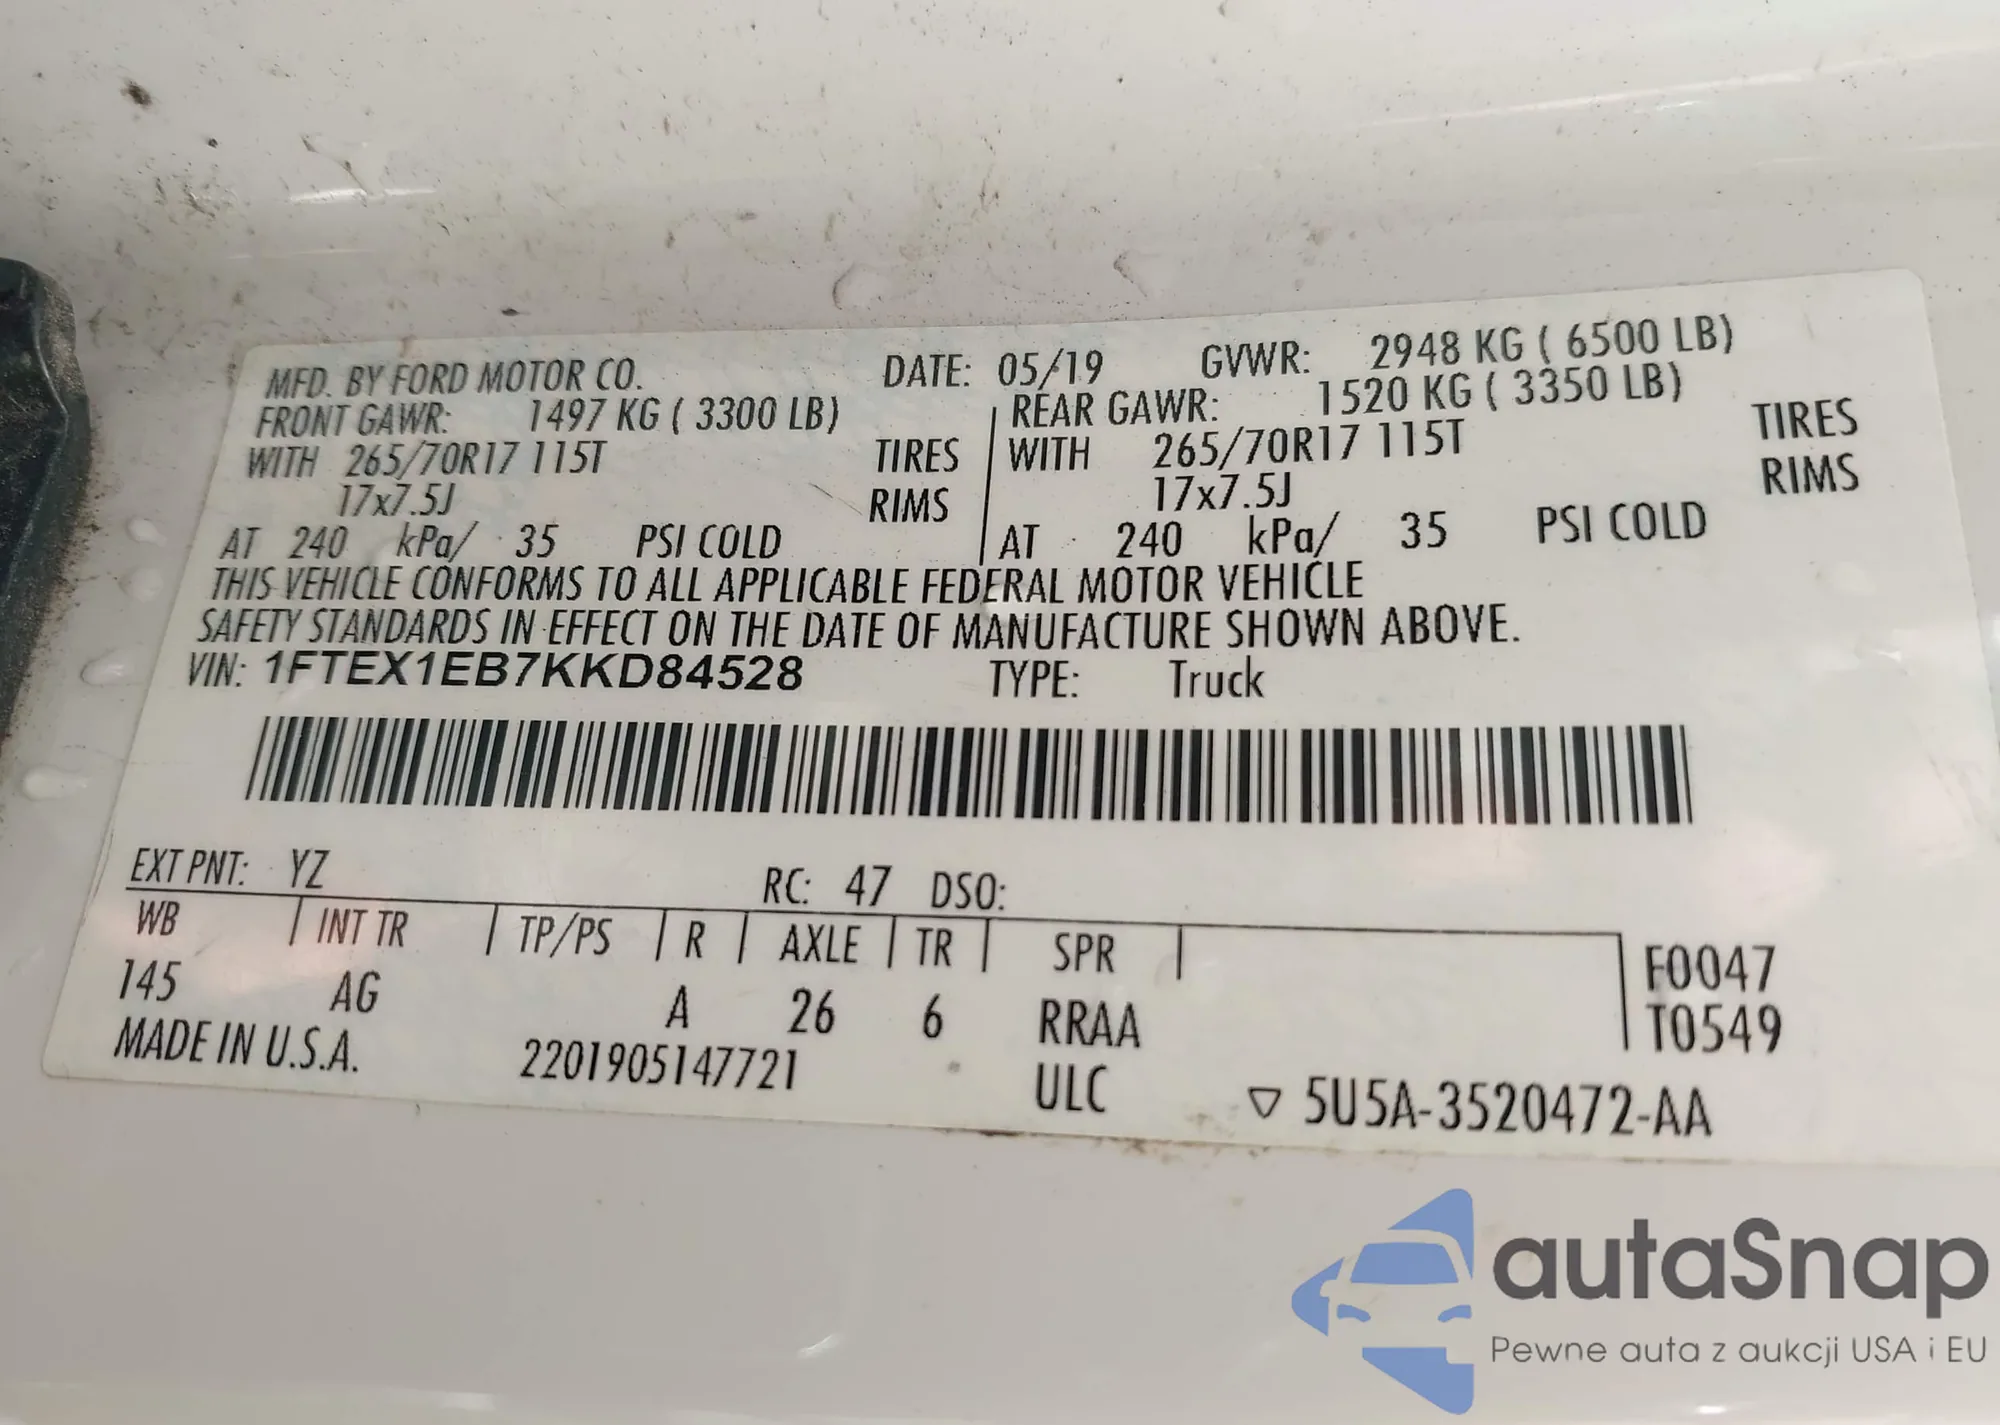 MFD. BY FORD MOTOR CO. DATE: 05/19 GVWR: 2948 KG ( 6500 LB)
FRONT GAWR: 1497 KG ( 3300 LB) REAR GAWR: 1520 KG ( 3350 LB)
WITH 265/70R17 115T TIRES WITH 265/70R17 115T TIRES
17x7.5J RIMS 17x7.5J RIMS
AT 240 kPa/ 35 PSI COLD AT 240 kPa/ 35 PSI COLD
THIS VEHICLE CONFORMS TO ALL APPLICABLE FEDERAL MOTOR VEHICLE
SAFETY STANDARDS IN EFFECT ON THE DATE OF MANUFACTURE SHOWN ABOVE.
VIN: 1FTEX1EB7KKD84528 TYPE: Truck
EXT PNT: YZ RC: 47 DSO:
WB INT TR TP/PS R AXLE TR SPR F0047
145 AG A 26 6 RRAA T0549
MADE IN U.S.A. 2201905147721 ULC ▽ 5U5A-3520472-AA
autaSnap
Pewne auta z aukcji USA i EU